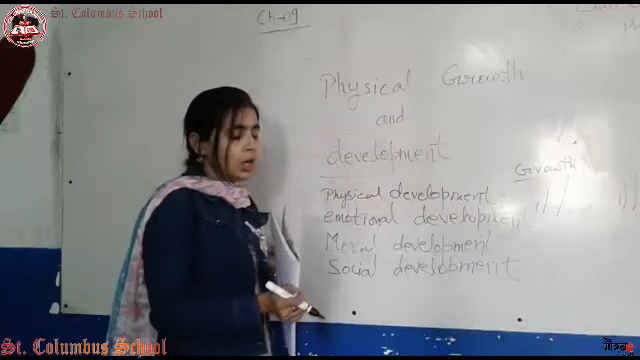 St. Columbus School
Ch-09
Physical Growth
and
development
Growth
Physical development
emotional development
Moral development
Social development
St. Columbus School